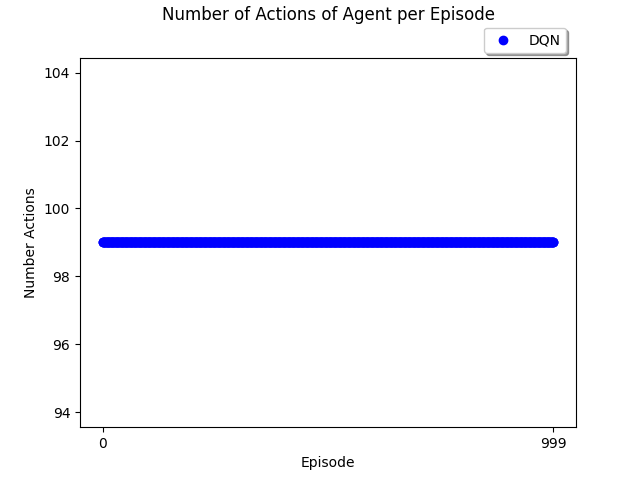 Number of Actions of Agent per Episode
DQN
104
102
100
98
96
94
Number Actions
0
999
Episode